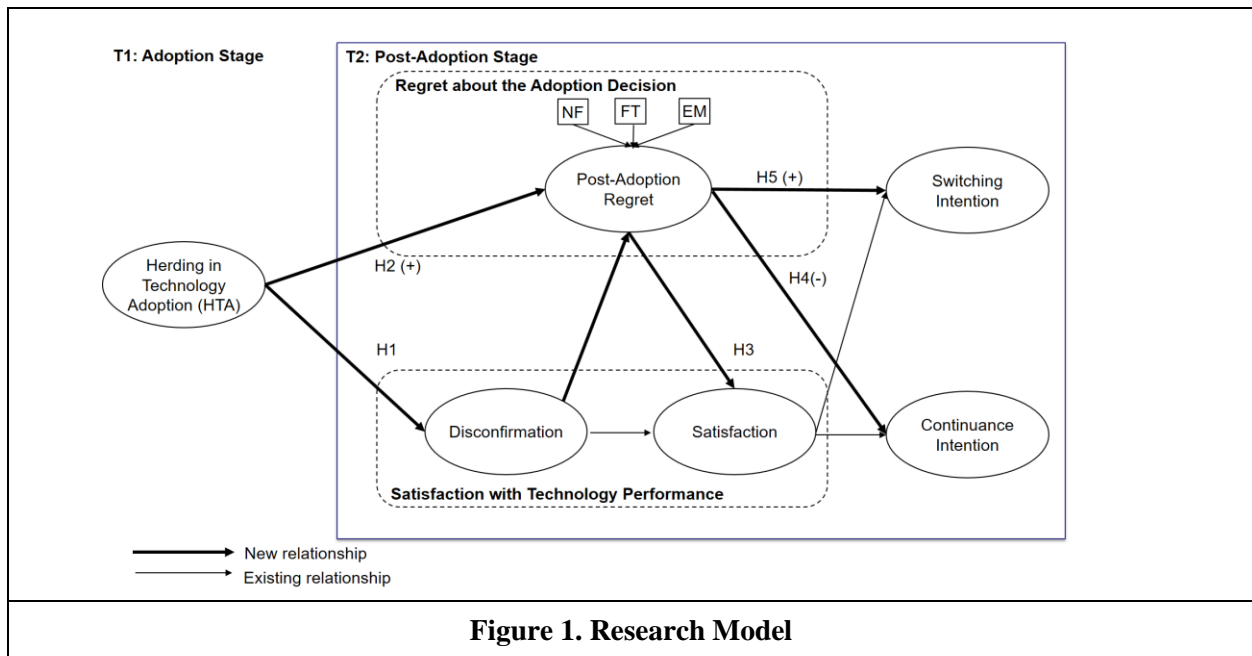 T1: Adoption Stage
T2: Post-Adoption Stage
Regret about the Adoption Decision
NF
FT
EM
Post-Adoption
Regret
H5 (+)
Switching
Intention
H2 (+)
H4(-)
Herding in
Technology
Adoption (HTA)
H1
H3
Disconfirmation
Satisfaction
Continuance
Intention
Satisfaction with Technology Performance
New relationship
Existing relationship
Figure 1. Research Model